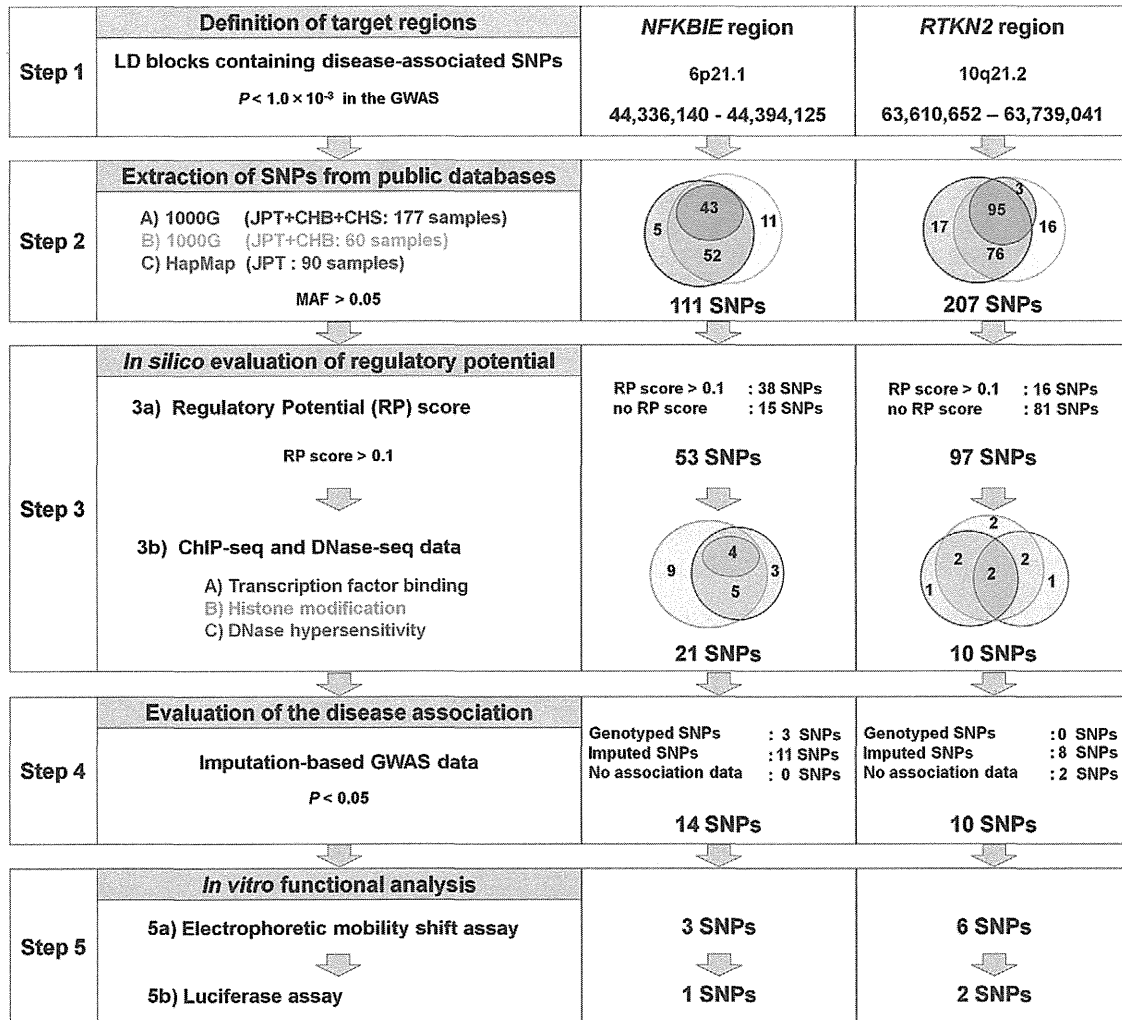 Step 1
Definition of target regions
LD blocks containing disease-associated SNPs
P < 1.0 × 10⁻³ in the GWAS
NFKBIE region
6p21.1
44,336,140 - 44,394,125
RTKN2 region
10q21.2
63,610,652 – 63,739,041
Step 2
Extraction of SNPs from public databases
A) 1000G (JPT+CHB+CHS: 177 samples)
B) 1000G (JPT+CHB: 60 samples)
C) HapMap (JPT : 90 samples)
MAF > 0.05
43
5
11
52
111 SNPs
3
95
17
16
76
207 SNPs
Step 3
In silico evaluation of regulatory potential
3a) Regulatory Potential (RP) score
RP score > 0.1
RP score > 0.1 : 38 SNPs
no RP score : 15 SNPs
53 SNPs
RP score > 0.1 : 16 SNPs
no RP score : 81 SNPs
97 SNPs
3b) ChIP-seq and DNase-seq data
A) Transcription factor binding
B) Histone modification
C) DNase hypersensitivity
4
9
3
5
21 SNPs
2
2
2
2
1
1
10 SNPs
Step 4
Evaluation of the disease association
Imputation-based GWAS data
P < 0.05
Genotyped SNPs : 3 SNPs
Imputed SNPs : 11 SNPs
No association data : 0 SNPs
14 SNPs
Genotyped SNPs : 0 SNPs
Imputed SNPs : 8 SNPs
No association data : 2 SNPs
10 SNPs
Step 5
In vitro functional analysis
5a) Electrophoretic mobility shift assay
3 SNPs
6 SNPs
5b) Luciferase assay
1 SNPs
2 SNPs